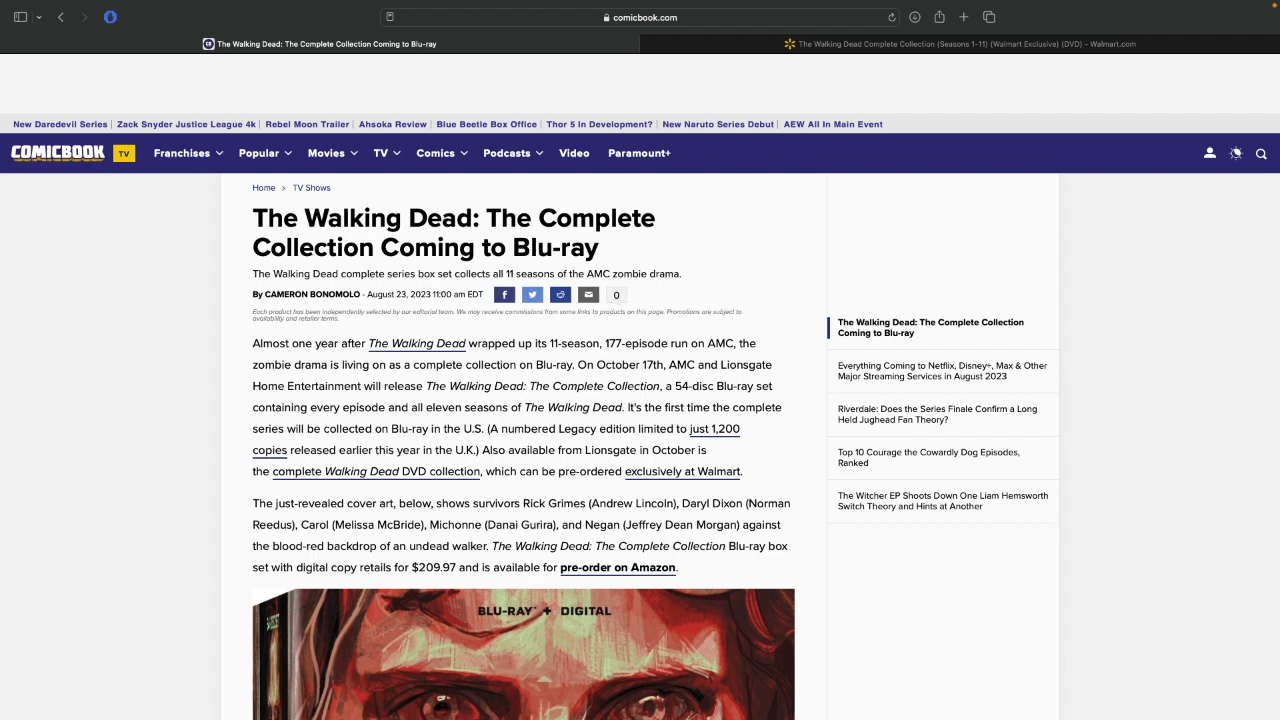 comicbook.com
The Walking Dead: The Complete Collection Coming to Blu-ray
The Walking Dead Complete Collection (Seasons 1-11) (Walmart Exclusive) (DVD) - Walmart.com
New Daredevil Series | Zack Snyder Justice League 4k | Rebel Moon Trailer | Ahsoka Review | Blue Beetle Box Office | Thor 5 In Development? | New Naruto Series Debut | AEW All In Main Event
COMICBOOK TV Franchises Popular Movies TV Comics Podcasts Video Paramount+
Home > TV Shows
The Walking Dead: The Complete
Collection Coming to Blu-ray
The Walking Dead complete series box set collects all 11 seasons of the AMC zombie drama.
By CAMERON BONOMOLO - August 23, 2023 11:00 am EDT 0
Each product has been independently selected by our editorial team. We may receive commissions from some links to products on this page. Promotions are subject to
availability and retailer terms.
Almost one year after The Walking Dead wrapped up its 11-season, 177-episode run on AMC, the
zombie drama is living on as a complete collection on Blu-ray. On October 17th, AMC and Lionsgate
Home Entertainment will release The Walking Dead: The Complete Collection, a 54-disc Blu-ray set
containing every episode and all eleven seasons of The Walking Dead. It's the first time the complete
series will be collected on Blu-ray in the U.S. (A numbered Legacy edition limited to just 1,200
copies released earlier this year in the U.K.) Also available from Lionsgate in October is
the complete Walking Dead DVD collection, which can be pre-ordered exclusively at Walmart.
The just-revealed cover art, below, shows survivors Rick Grimes (Andrew Lincoln), Daryl Dixon (Norman
Reedus), Carol (Melissa McBride), Michonne (Danai Gurira), and Negan (Jeffrey Dean Morgan) against
the blood-red backdrop of an undead walker. The Walking Dead: The Complete Collection Blu-ray box
set with digital copy retails for $209.97 and is available for pre-order on Amazon.
BLU-RAY + DIGITAL
The Walking Dead: The Complete Collection
Coming to Blu-ray
Everything Coming to Netflix, Disney+, Max & Other
Major Streaming Services in August 2023
Riverdale: Does the Series Finale Confirm a Long
Held Jughead Fan Theory?
Top 10 Courage the Cowardly Dog Episodes,
Ranked
The Witcher EP Shoots Down One Liam Hemsworth
Switch Theory and Hints at Another